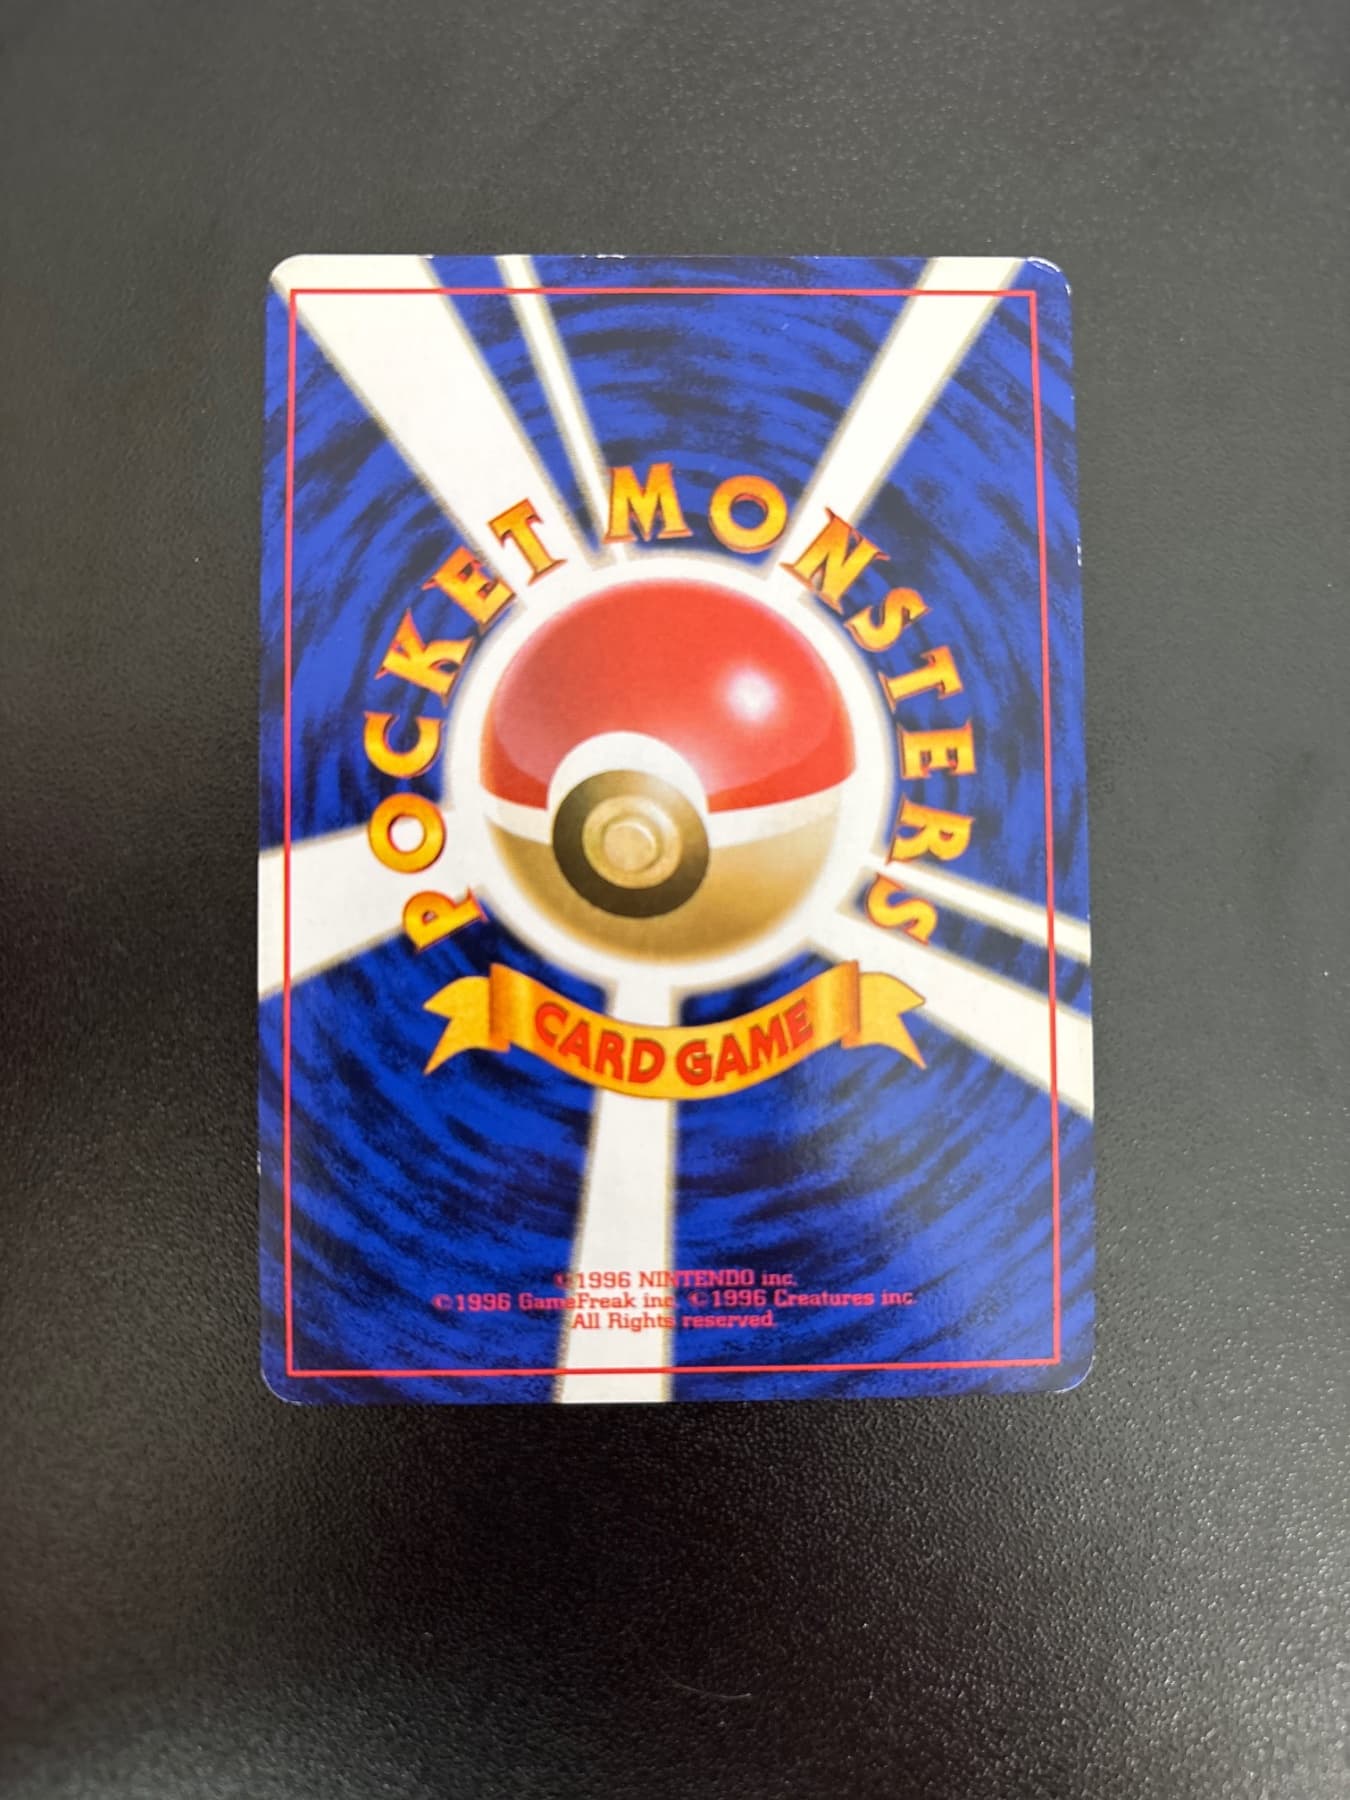 POCKET MONSTERS
CARD GAME
©1996 NINTENDO inc.
©1996 GameFreak inc. ©1996 Creatures inc.
All Rights reserved.